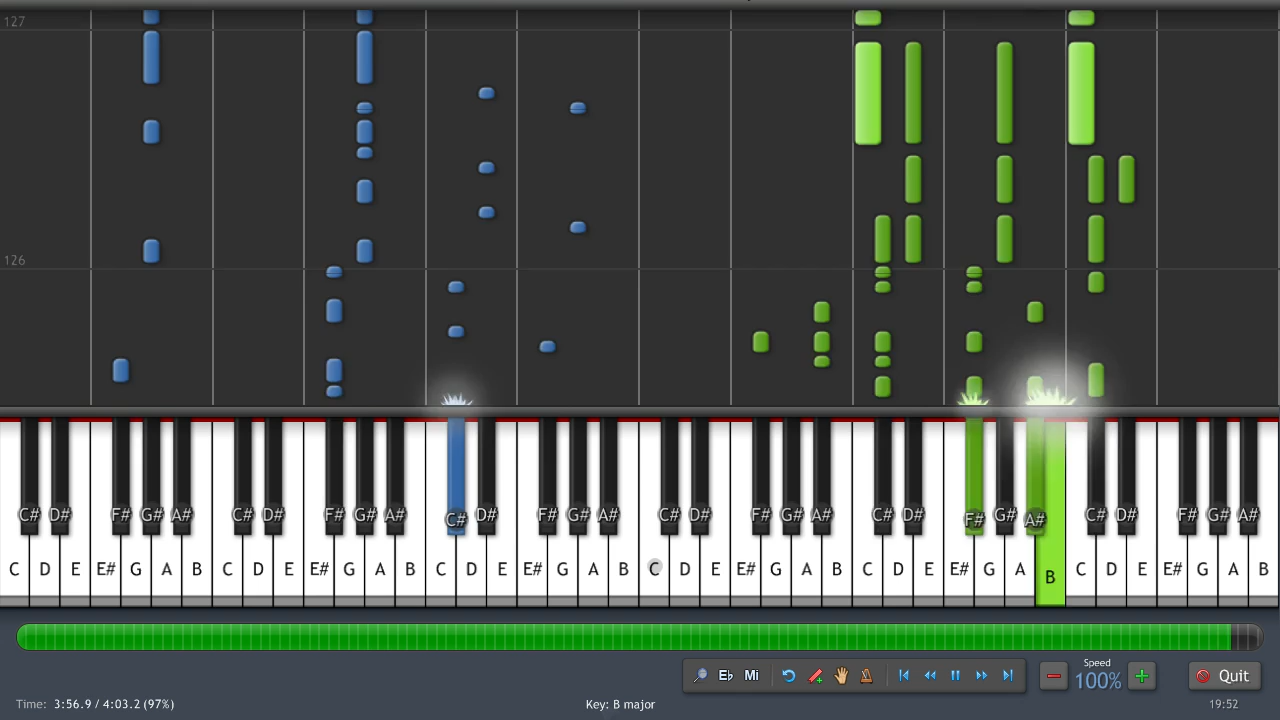 127
126
C# D# F# G# A# C# D# F# G# A# C# D# F# G# A# C# D# F# G# A# C# D# F# G# A# C# D# F# G# A#
C D E E# G A B C D E E# G A B C D E E# G A B C D E E# G A B C D E E# G A B C D E E# G A B
Speed
Eb Mi 100% Quit
Time: 3:56.9 / 4:03.2 (97%) Key: B major 19:52